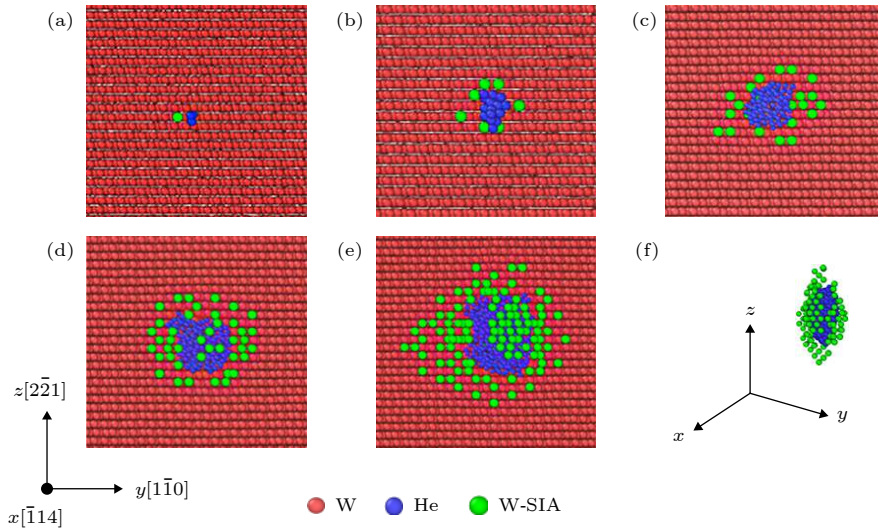 (a) (b) (c)
(d) (e) (f)
z
x y
z[22̅1]
y[11̅0]
x[1̅14]
W He W-SIA